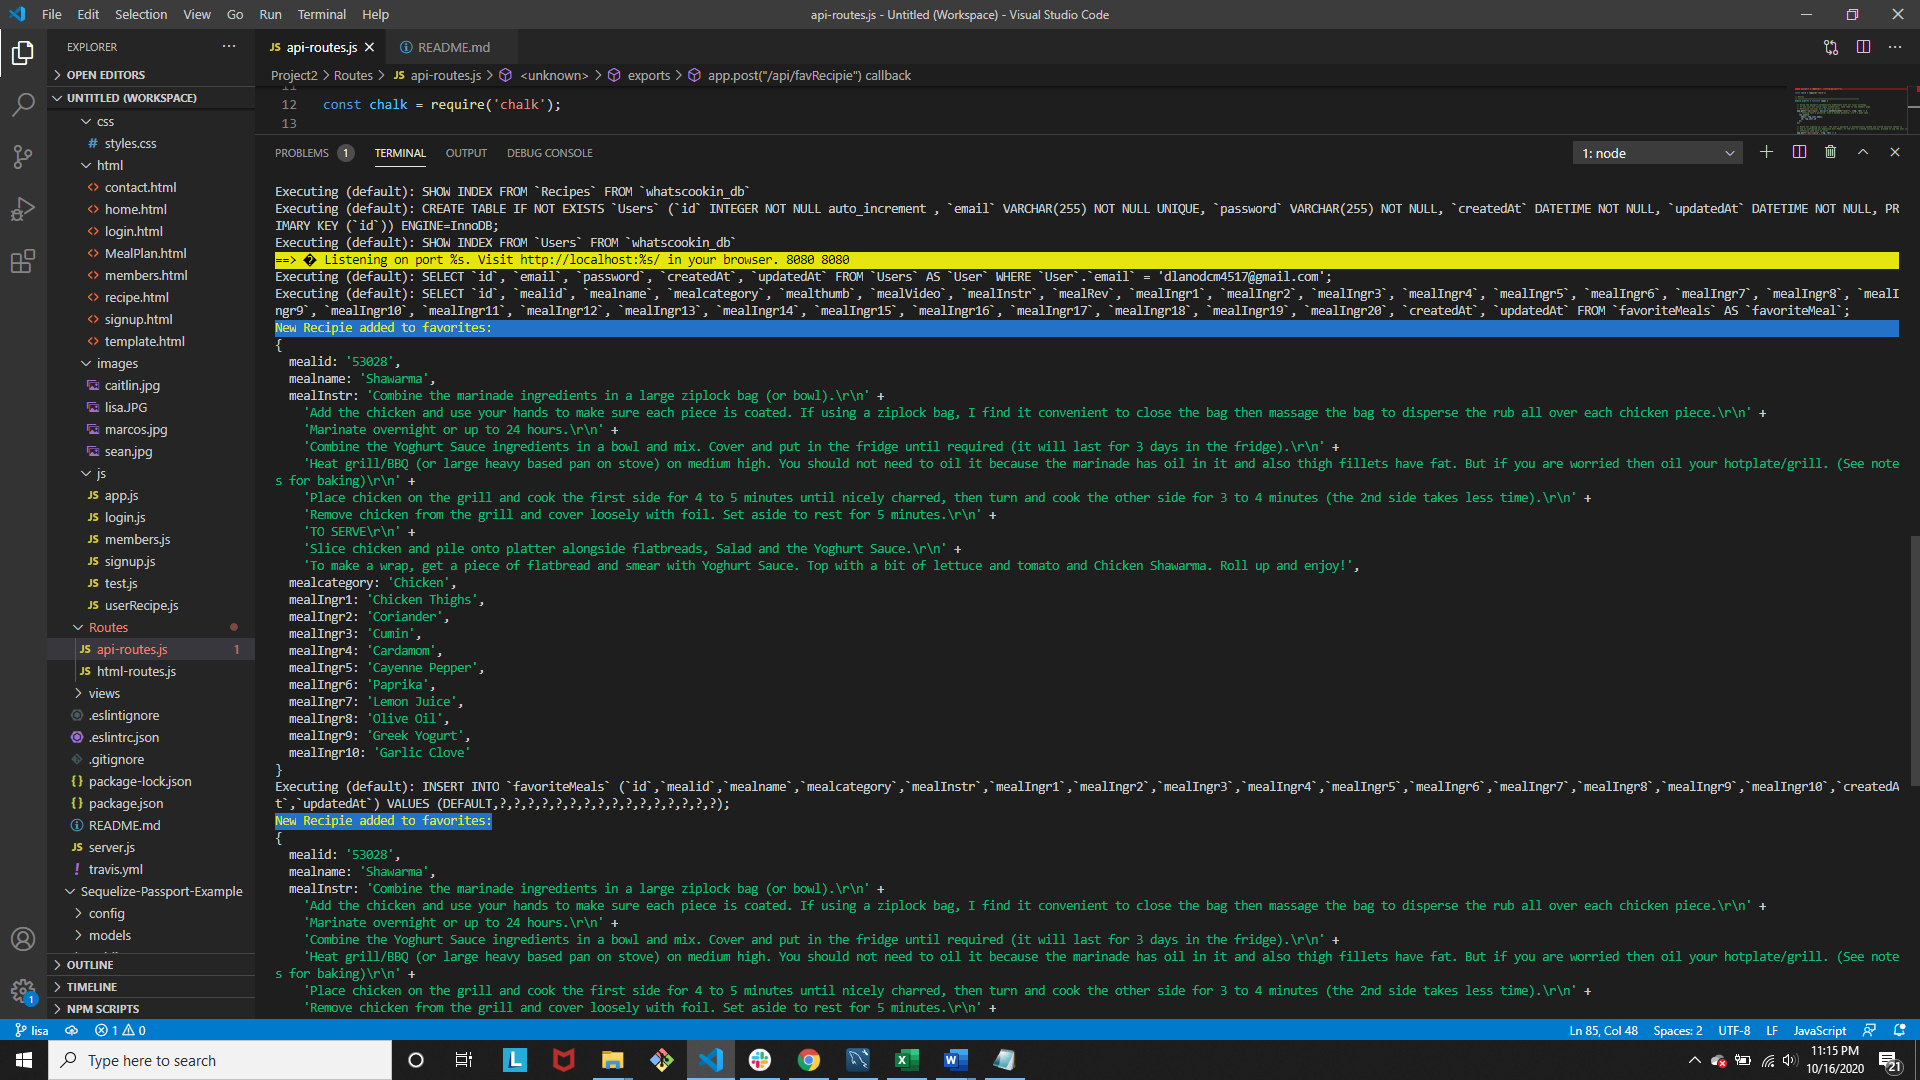 File Edit Selection View Go Run Terminal Help
api-routes.js - Untitled (Workspace) - Visual Studio Code
EXPLORER
OPEN EDITORS
UNTITLED (WORKSPACE)
css
# styles.css
html
<> contact.html
<> home.html
<> login.html
<> MealPlan.html
<> members.html
<> recipe.html
<> signup.html
<> template.html
images
caitlin.jpg
lisa.JPG
marcos.jpg
sean.jpg
js
JS app.js
JS login.js
JS members.js
JS signup.js
JS test.js
JS userRecipe.js
Routes
JS api-routes.js 1
JS html-routes.js
views
.eslintignore
.eslintrc.json
.gitignore
{} package-lock.json
{} package.json
README.md
JS server.js
! travis.yml
Sequelize-Passport-Example
config
models
OUTLINE
TIMELINE
NPM SCRIPTS
JS api-routes.js
README.md
Project2 > Routes > JS api-routes.js > <unknown> > exports > app.post("/api/favRecipie") callback
11
12 const chalk = require('chalk');
13
PROBLEMS 1 TERMINAL OUTPUT DEBUG CONSOLE
1: node
Executing (default): SHOW INDEX FROM `Recipes` FROM `whatscookin_db`
Executing (default): CREATE TABLE IF NOT EXISTS `Users` (`id` INTEGER NOT NULL auto_increment , `email` VARCHAR(255) NOT NULL UNIQUE, `password` VARCHAR(255) NOT NULL, `createdAt` DATETIME NOT NULL, `updatedAt` DATETIME NOT NULL, PR
IMARY KEY (`id`)) ENGINE=InnoDB;
Executing (default): SHOW INDEX FROM `Users` FROM `whatscookin_db`
==> � Listening on port %s. Visit http://localhost:%s/ in your browser. 8080 8080
Executing (default): SELECT `id`, `email`, `password`, `createdAt`, `updatedAt` FROM `Users` AS `User` WHERE `User`.`email` = 'dlanodcm4517@gmail.com';
Executing (default): SELECT `id`, `mealid`, `mealname`, `mealcategory`, `mealthumb`, `mealVideo`, `mealInstr`, `mealRev`, `mealIngr1`, `mealIngr2`, `mealIngr3`, `mealIngr4`, `mealIngr5`, `mealIngr6`, `mealIngr7`, `mealIngr8`, `mealI
ngr9`, `mealIngr10`, `mealIngr11`, `mealIngr12`, `mealIngr13`, `mealIngr14`, `mealIngr15`, `mealIngr16`, `mealIngr17`, `mealIngr18`, `mealIngr19`, `mealIngr20`, `createdAt`, `updatedAt` FROM `favoriteMeals` AS `favoriteMeal`;
New Recipie added to favorites:
{
mealid: '53028',
mealname: 'Shawarma',
mealInstr: 'Combine the marinade ingredients in a large ziplock bag (or bowl).\r\n' +
'Add the chicken and use your hands to make sure each piece is coated. If using a ziplock bag, I find it convenient to close the bag then massage the bag to disperse the rub all over each chicken piece.\r\n' +
'Marinate overnight or up to 24 hours.\r\n' +
'Combine the Yoghurt Sauce ingredients in a bowl and mix. Cover and put in the fridge until required (it will last for 3 days in the fridge).\r\n' +
'Heat grill/BBQ (or large heavy based pan on stove) on medium high. You should not need to oil it because the marinade has oil in it and also thigh fillets have fat. But if you are worried then oil your hotplate/grill. (See note
s for baking)\r\n' +
'Place chicken on the grill and cook the first side for 4 to 5 minutes until nicely charred, then turn and cook the other side for 3 to 4 minutes (the 2nd side takes less time).\r\n' +
'Remove chicken from the grill and cover loosely with foil. Set aside to rest for 5 minutes.\r\n' +
'TO SERVE\r\n' +
'Slice chicken and pile onto platter alongside flatbreads, Salad and the Yoghurt Sauce.\r\n' +
'To make a wrap, get a piece of flatbread and smear with Yoghurt Sauce. Top with a bit of lettuce and tomato and Chicken Shawarma. Roll up and enjoy!',
mealcategory: 'Chicken',
mealIngr1: 'Chicken Thighs',
mealIngr2: 'Coriander',
mealIngr3: 'Cumin',
mealIngr4: 'Cardamom',
mealIngr5: 'Cayenne Pepper',
mealIngr6: 'Paprika',
mealIngr7: 'Lemon Juice',
mealIngr8: 'Olive Oil',
mealIngr9: 'Greek Yogurt',
mealIngr10: 'Garlic Clove'
}
Executing (default): INSERT INTO `favoriteMeals` (`id`,`mealid`,`mealname`,`mealcategory`,`mealInstr`,`mealIngr1`,`mealIngr2`,`mealIngr3`,`mealIngr4`,`mealIngr5`,`mealIngr6`,`mealIngr7`,`mealIngr8`,`mealIngr9`,`mealIngr10`,`createdA
t`,`updatedAt`) VALUES (DEFAULT,?,?,?,?,?,?,?,?,?,?,?,?,?,?,?,?);
New Recipie added to favorites:
{
mealid: '53028',
mealname: 'Shawarma',
mealInstr: 'Combine the marinade ingredients in a large ziplock bag (or bowl).\r\n' +
'Add the chicken and use your hands to make sure each piece is coated. If using a ziplock bag, I find it convenient to close the bag then massage the bag to disperse the rub all over each chicken piece.\r\n' +
'Marinate overnight or up to 24 hours.\r\n' +
'Combine the Yoghurt Sauce ingredients in a bowl and mix. Cover and put in the fridge until required (it will last for 3 days in the fridge).\r\n' +
'Heat grill/BBQ (or large heavy based pan on stove) on medium high. You should not need to oil it because the marinade has oil in it and also thigh fillets have fat. But if you are worried then oil your hotplate/grill. (See note
s for baking)\r\n' +
'Place chicken on the grill and cook the first side for 4 to 5 minutes until nicely charred, then turn and cook the other side for 3 to 4 minutes (the 2nd side takes less time).\r\n' +
'Remove chicken from the grill and cover loosely with foil. Set aside to rest for 5 minutes.\r\n' +
lisa 1 0
Ln 85, Col 48 Spaces: 2 UTF-8 LF JavaScript
Type here to search
11:15 PM
10/16/2020
21